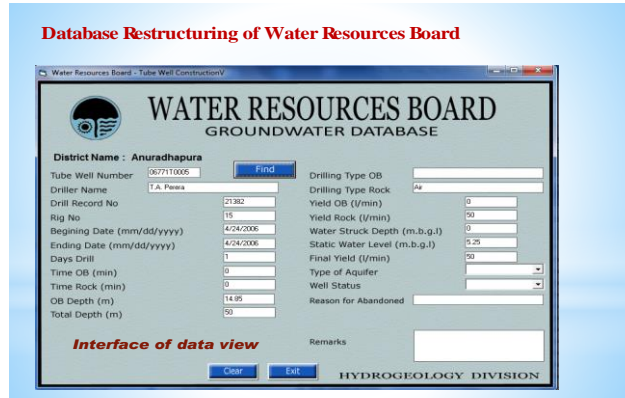 Database Restructuring of Water Resources Board
Water Resources Board - Tube Well ConstructionV
WATER RESOURCES BOARD
GROUNDWATER DATABASE
District Name : Anuradhapura
Tube Well Number 06771T0005 Find
Driller Name T.A. Perera
Drill Record No 21382
Rig No 15
Begining Date (mm/dd/yyyy) 4/24/2006
Ending Date (mm/dd/yyyy) 4/24/2006
Days Drill 1
Time OB (min) 0
Time Rock (min) 0
OB Depth (m) 14.85
Total Depth (m) 50
Drilling Type OB
Drilling Type Rock Air
Yield OB (l/min) 0
Yield Rock (l/min) 50
Water Struck Depth (m.b.g.l) 0
Static Water Level (m.b.g.l) 5.25
Final Yield (l/min) 50
Type of Aquifer
Well Status
Reason for Abandoned
Remarks
Interface of data view
Clear Exit
HYDROGEOLOGY DIVISION